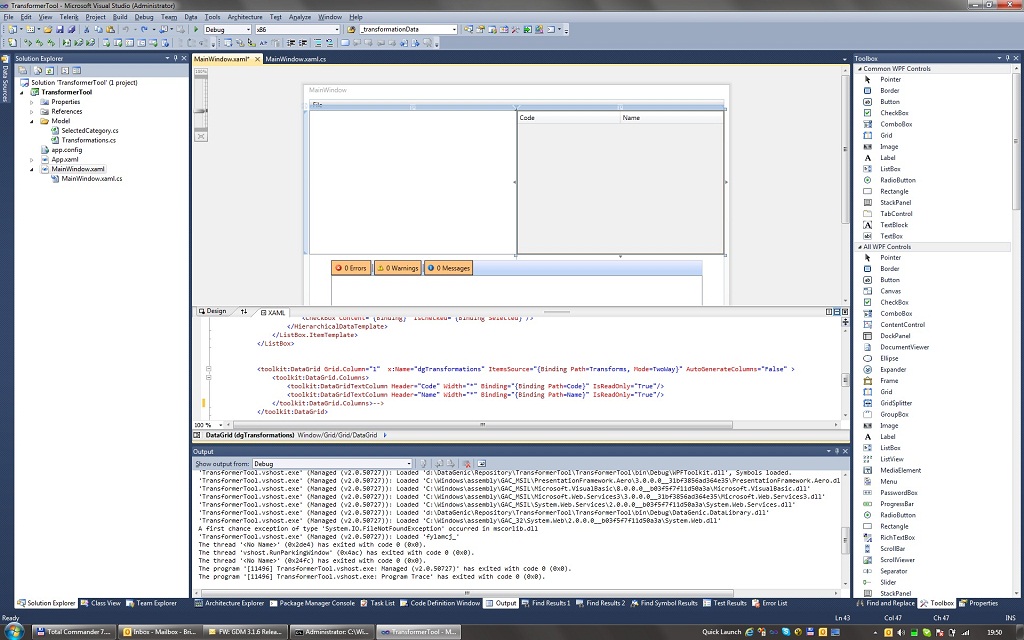 TransformerTool - Microsoft Visual Studio (Administrator)
File Edit View Telerik Project Build Debug Team Data Tools Architecture Test Analyze Window Help
Debug x86 _transformationData
Solution Explorer
Solution 'TransformerTool' (1 project)
TransformerTool
Properties
References
Model
SelectedCategory.cs
Transformations.cs
app.config
App.xaml
MainWindow.xaml
MainWindow.xaml.cs
Data Sources
MainWindow.xaml* MainWindow.xaml.cs
100%
MainWindow
File
Code Name
0 Errors 0 Warnings 0 Messages
Design XAML
<CheckBox Content="{Binding}" IsChecked="{Binding Selected}"/>
</HierarchicalDataTemplate>
</ListBox.ItemTemplate>
</ListBox>
<toolkit:DataGrid Grid.Column="1" x:Name="dgTransformations" ItemsSource="{Binding Path=Transforms, Mode=TwoWay}" AutoGenerateColumns="False" >
<toolkit:DataGrid.Columns>
<toolkit:DataGridTextColumn Header="Code" Width="*" Binding="{Binding Path=Code}" IsReadOnly="True"/>
<toolkit:DataGridTextColumn Header="Name" Width="*" Binding="{Binding Path=Name}" IsReadOnly="True"/>
</toolkit:DataGrid.Columns>-->
</toolkit:DataGrid>
100 %
DataGrid (dgTransformations) Window/Grid/Grid/DataGrid
Output
Show output from: Debug
'TransformerTool.vshost.exe' (Managed (v2.0.50727)): Loaded 'd:\DataGenic\Repository\TransformerTool\TransformerTool\bin\Debug\WPFToolkit.dll', Symbols loaded.
'TransformerTool.vshost.exe' (Managed (v2.0.50727)): Loaded 'C:\Windows\assembly\GAC_MSIL\PresentationFramework.Aero\3.0.0.0__31bf3856ad364e35\PresentationFramework.Aero.dl
'TransformerTool.vshost.exe' (Managed (v2.0.50727)): Loaded 'C:\Windows\assembly\GAC_MSIL\Microsoft.VisualBasic\8.0.0.0__b03f5f7f11d50a3a\Microsoft.VisualBasic.dll'
'TransformerTool.vshost.exe' (Managed (v2.0.50727)): Loaded 'C:\Windows\assembly\GAC_MSIL\Microsoft.Web.Services3\3.0.0.0__31bf3856ad364e35\Microsoft.Web.Services3.dll'
'TransformerTool.vshost.exe' (Managed (v2.0.50727)): Loaded 'C:\Windows\assembly\GAC_MSIL\System.Web.Services\2.0.0.0__b03f5f7f11d50a3a\System.Web.Services.dll'
'TransformerTool.vshost.exe' (Managed (v2.0.50727)): Loaded 'd:\DataGenic\Repository\TransformerTool\TransformerTool\bin\Debug\DataGenic.DataLibrary.dll'
'TransformerTool.vshost.exe' (Managed (v2.0.50727)): Loaded 'C:\Windows\assembly\GAC_32\System.Web\2.0.0.0__b03f5f7f11d50a3a\System.Web.dll'
A first chance exception of type 'System.IO.FileNotFoundException' occurred in mscorlib.dll
'TransformerTool.vshost.exe' (Managed (v2.0.50727)): Loaded 'fylamcj_'
The thread '<No Name>' (0x2de4) has exited with code 0 (0x0).
The thread 'vshost.RunParkingWindow' (0x4ac) has exited with code 0 (0x0).
The thread '<No Name>' (0x24fc) has exited with code 0 (0x0).
The program '[11496] TransformerTool.vshost.exe: Managed (v2.0.50727)' has exited with code 0 (0x0).
The program '[11496] TransformerTool.vshost.exe: Program Trace' has exited with code 0 (0x0).
Toolbox
Common WPF Controls
Pointer
Border
Button
CheckBox
ComboBox
Grid
Image
Label
ListBox
RadioButton
Rectangle
StackPanel
TabControl
TextBlock
TextBox
All WPF Controls
Pointer
Border
Button
Canvas
CheckBox
ComboBox
ContentControl
DockPanel
DocumentViewer
Ellipse
Expander
Frame
Grid
GridSplitter
GroupBox
Image
Label
ListBox
ListView
MediaElement
Menu
PasswordBox
ProgressBar
RadioButton
Rectangle
RichTextBox
ScrollBar
ScrollViewer
Separator
Slider
StackPanel
Solution Explorer Class View Team Explorer
Architecture Explorer Package Manager Console Task List Code Definition Window Output Find Results 1 Find Results 2 Find Symbol Results Test Results Error List
Find and Replace Toolbox Properties
Ready Ln 43 Col 47 Ch 47 INS
Total Commander 7.... Inbox - Mailbox - Bri... FW: GDM 3.1.6 Relea... Administrator: C:\Wi... TransformerTool - M... Quick Launch 19:50